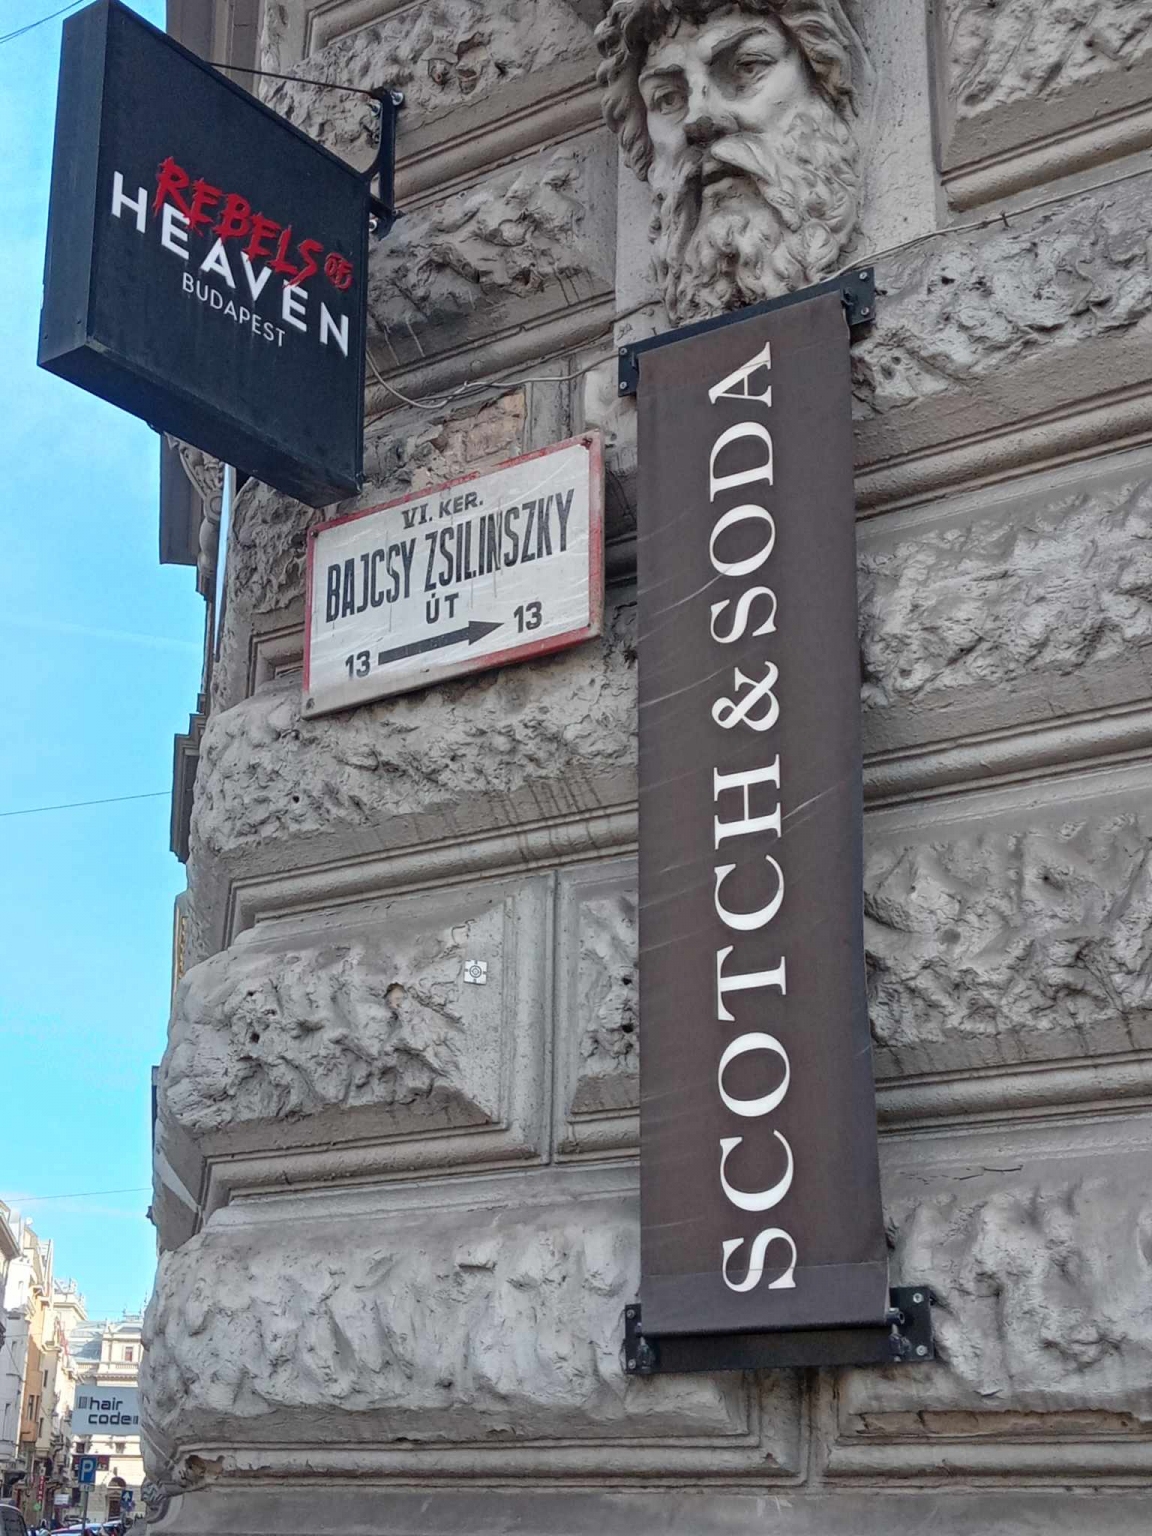 REBELS OF
HEAVEN
BUDAPEST
VI. KER.
BAJCSY ZSILINSZKY
ÚT
13 13
SCOTCH & SODA
hair
code
P